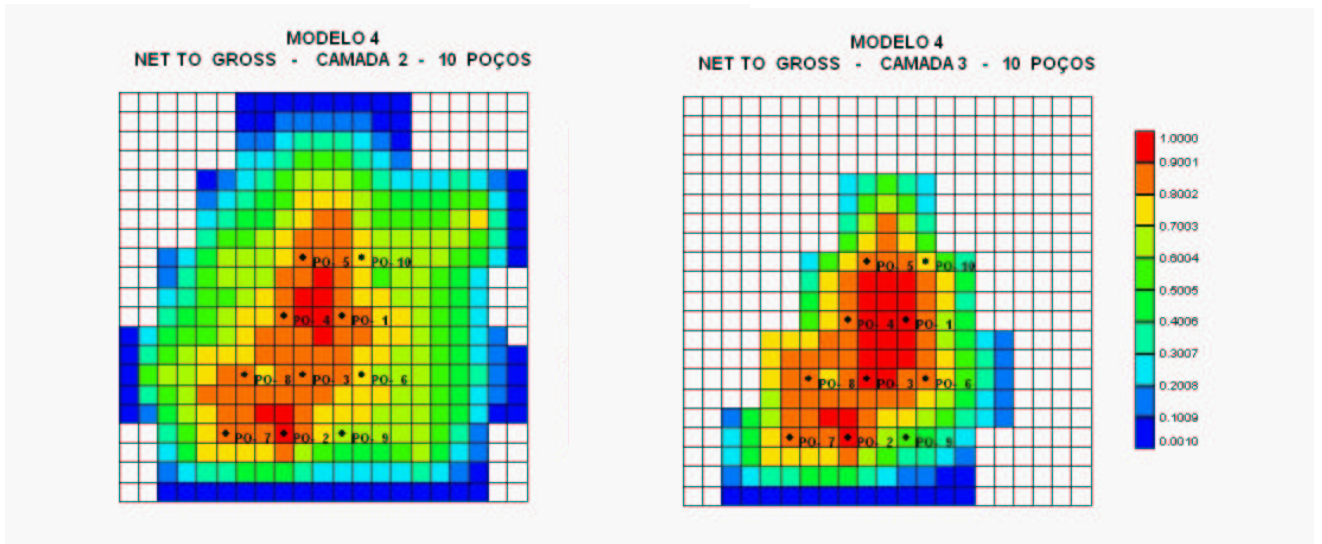 MODELO 4
NET TO GROSS - CAMADA 2 - 10 POÇOS
PO- 5
PO- 10
PO- 4
PO- 1
PO- 8
PO- 3
PO- 6
PO- 7
PO- 2
PO- 9
MODELO 4
NET TO GROSS - CAMADA 3 - 10 POÇOS
PO- 5
PO- 10
PO- 4
PO- 1
PO- 8
PO- 3
PO- 6
PO- 7
PO- 2
PO- 9
1.0000
0.9001
0.8002
0.7003
0.6004
0.5005
0.4006
0.3007
0.2008
0.1009
0.0010